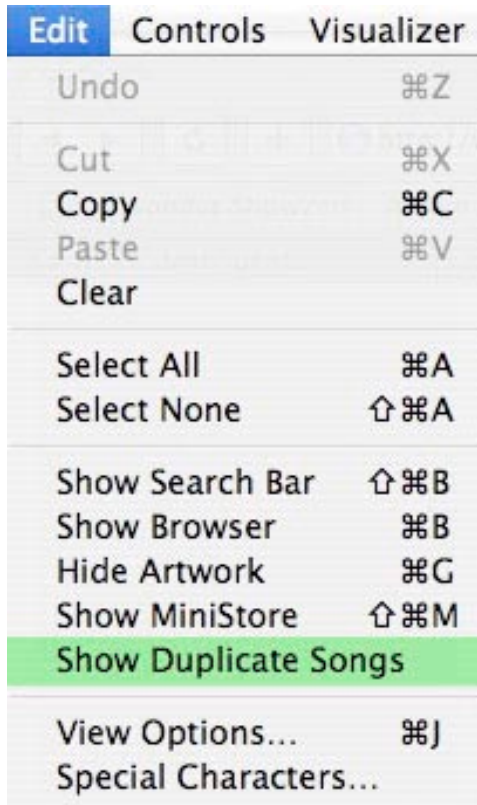 Edit Controls Visualizer
Undo ⌘Z
Cut ⌘X
Copy ⌘C
Paste ⌘V
Clear
Select All ⌘A
Select None ⇧⌘A
Show Search Bar ⇧⌘B
Show Browser ⌘B
Hide Artwork ⌘G
Show MiniStore ⇧⌘M
Show Duplicate Songs
View Options... ⌘J
Special Characters...